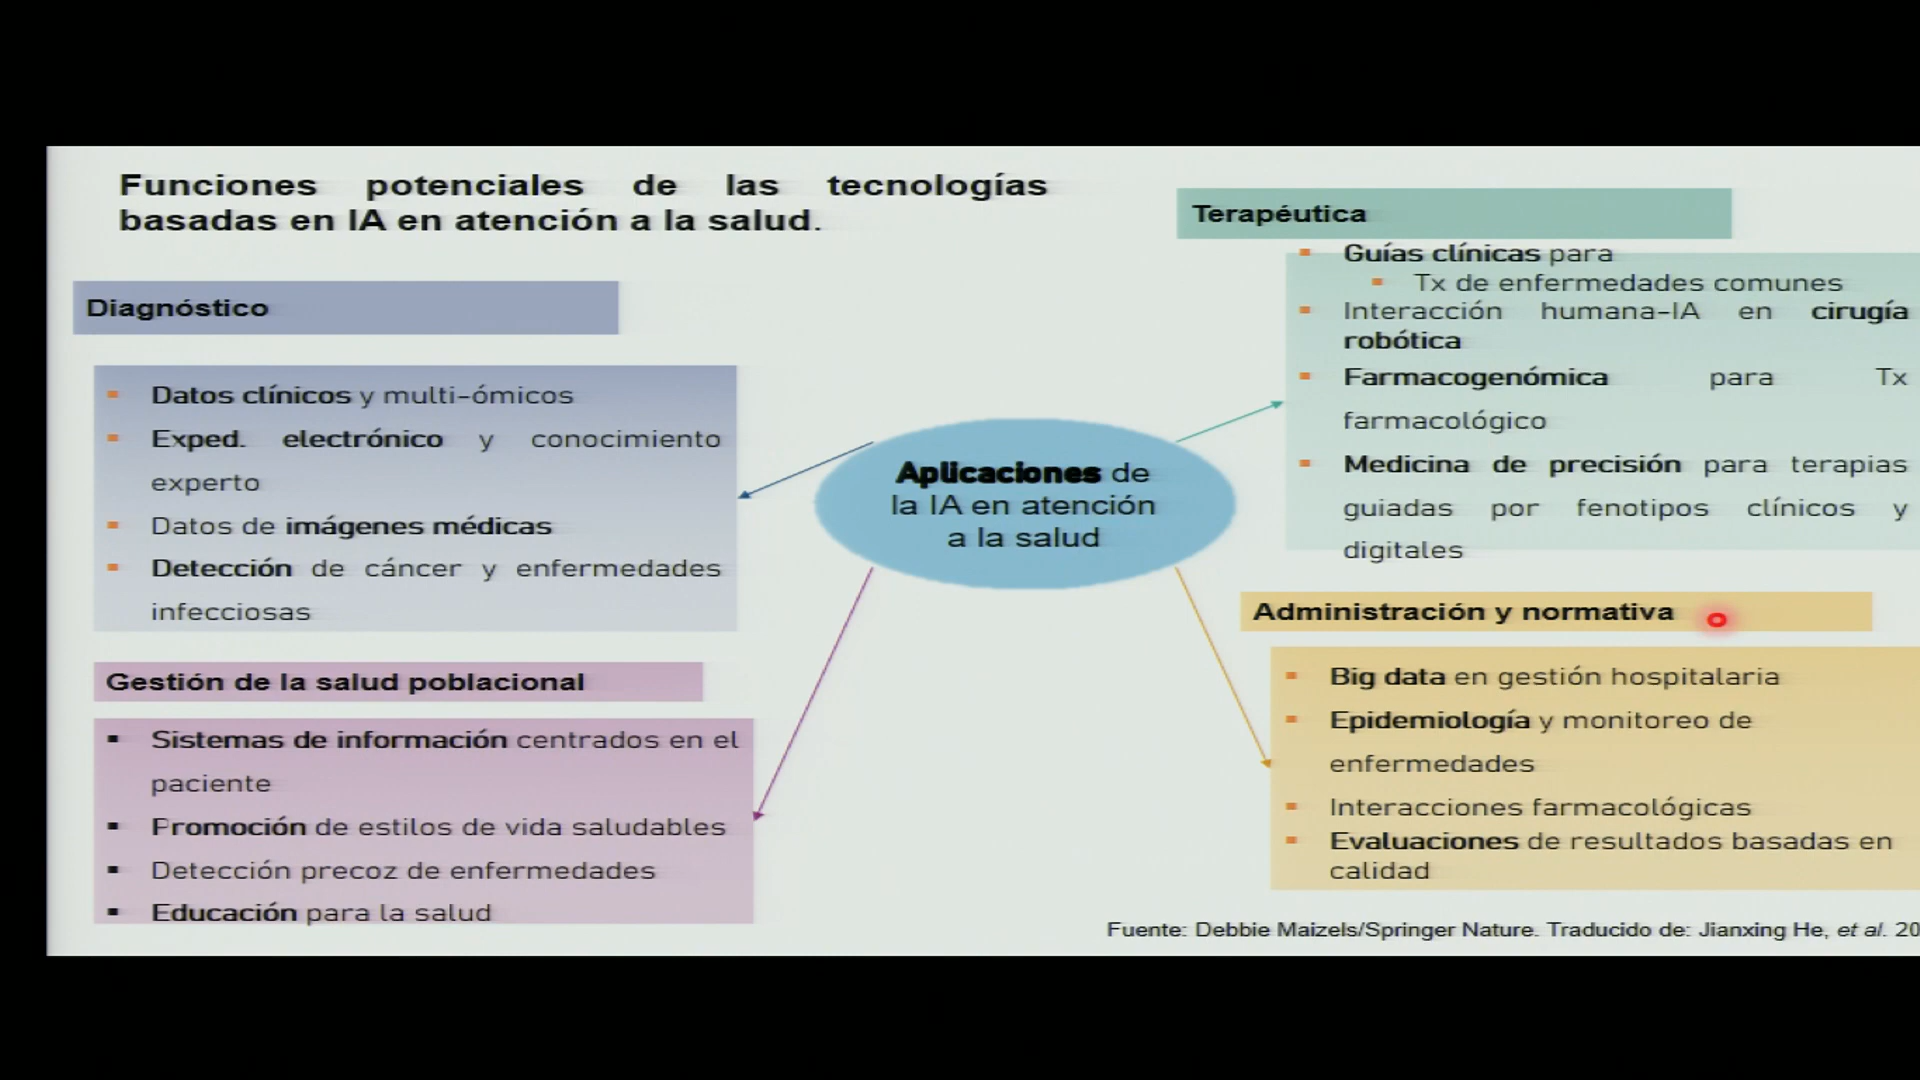 Funciones potenciales de las tecnologías
basadas en IA en atención a la salud.
Diagnóstico
Datos clínicos y multi-ómicos
Exped. electrónico y conocimiento
experto
Datos de imágenes médicas
Detección de cáncer y enfermedades
infecciosas
Gestión de la salud poblacional
Sistemas de información centrados en el
paciente
Promoción de estilos de vida saludables
Detección precoz de enfermedades
Educación para la salud
Aplicaciones de
la IA en atención
a la salud
Terapéutica
Guías clínicas para
Tx de enfermedades comunes
Interacción humana-IA en cirugía
robótica
Farmacogenómica para Tx
farmacológico
Medicina de precisión para terapias
guiadas por fenotipos clínicos y
digitales
Administración y normativa
Big data en gestión hospitalaria
Epidemiología y monitoreo de
enfermedades
Interacciones farmacológicas
Evaluaciones de resultados basadas en
calidad
Fuente: Debbie Maizels/Springer Nature. Traducido de: Jianxing He, et al. 20